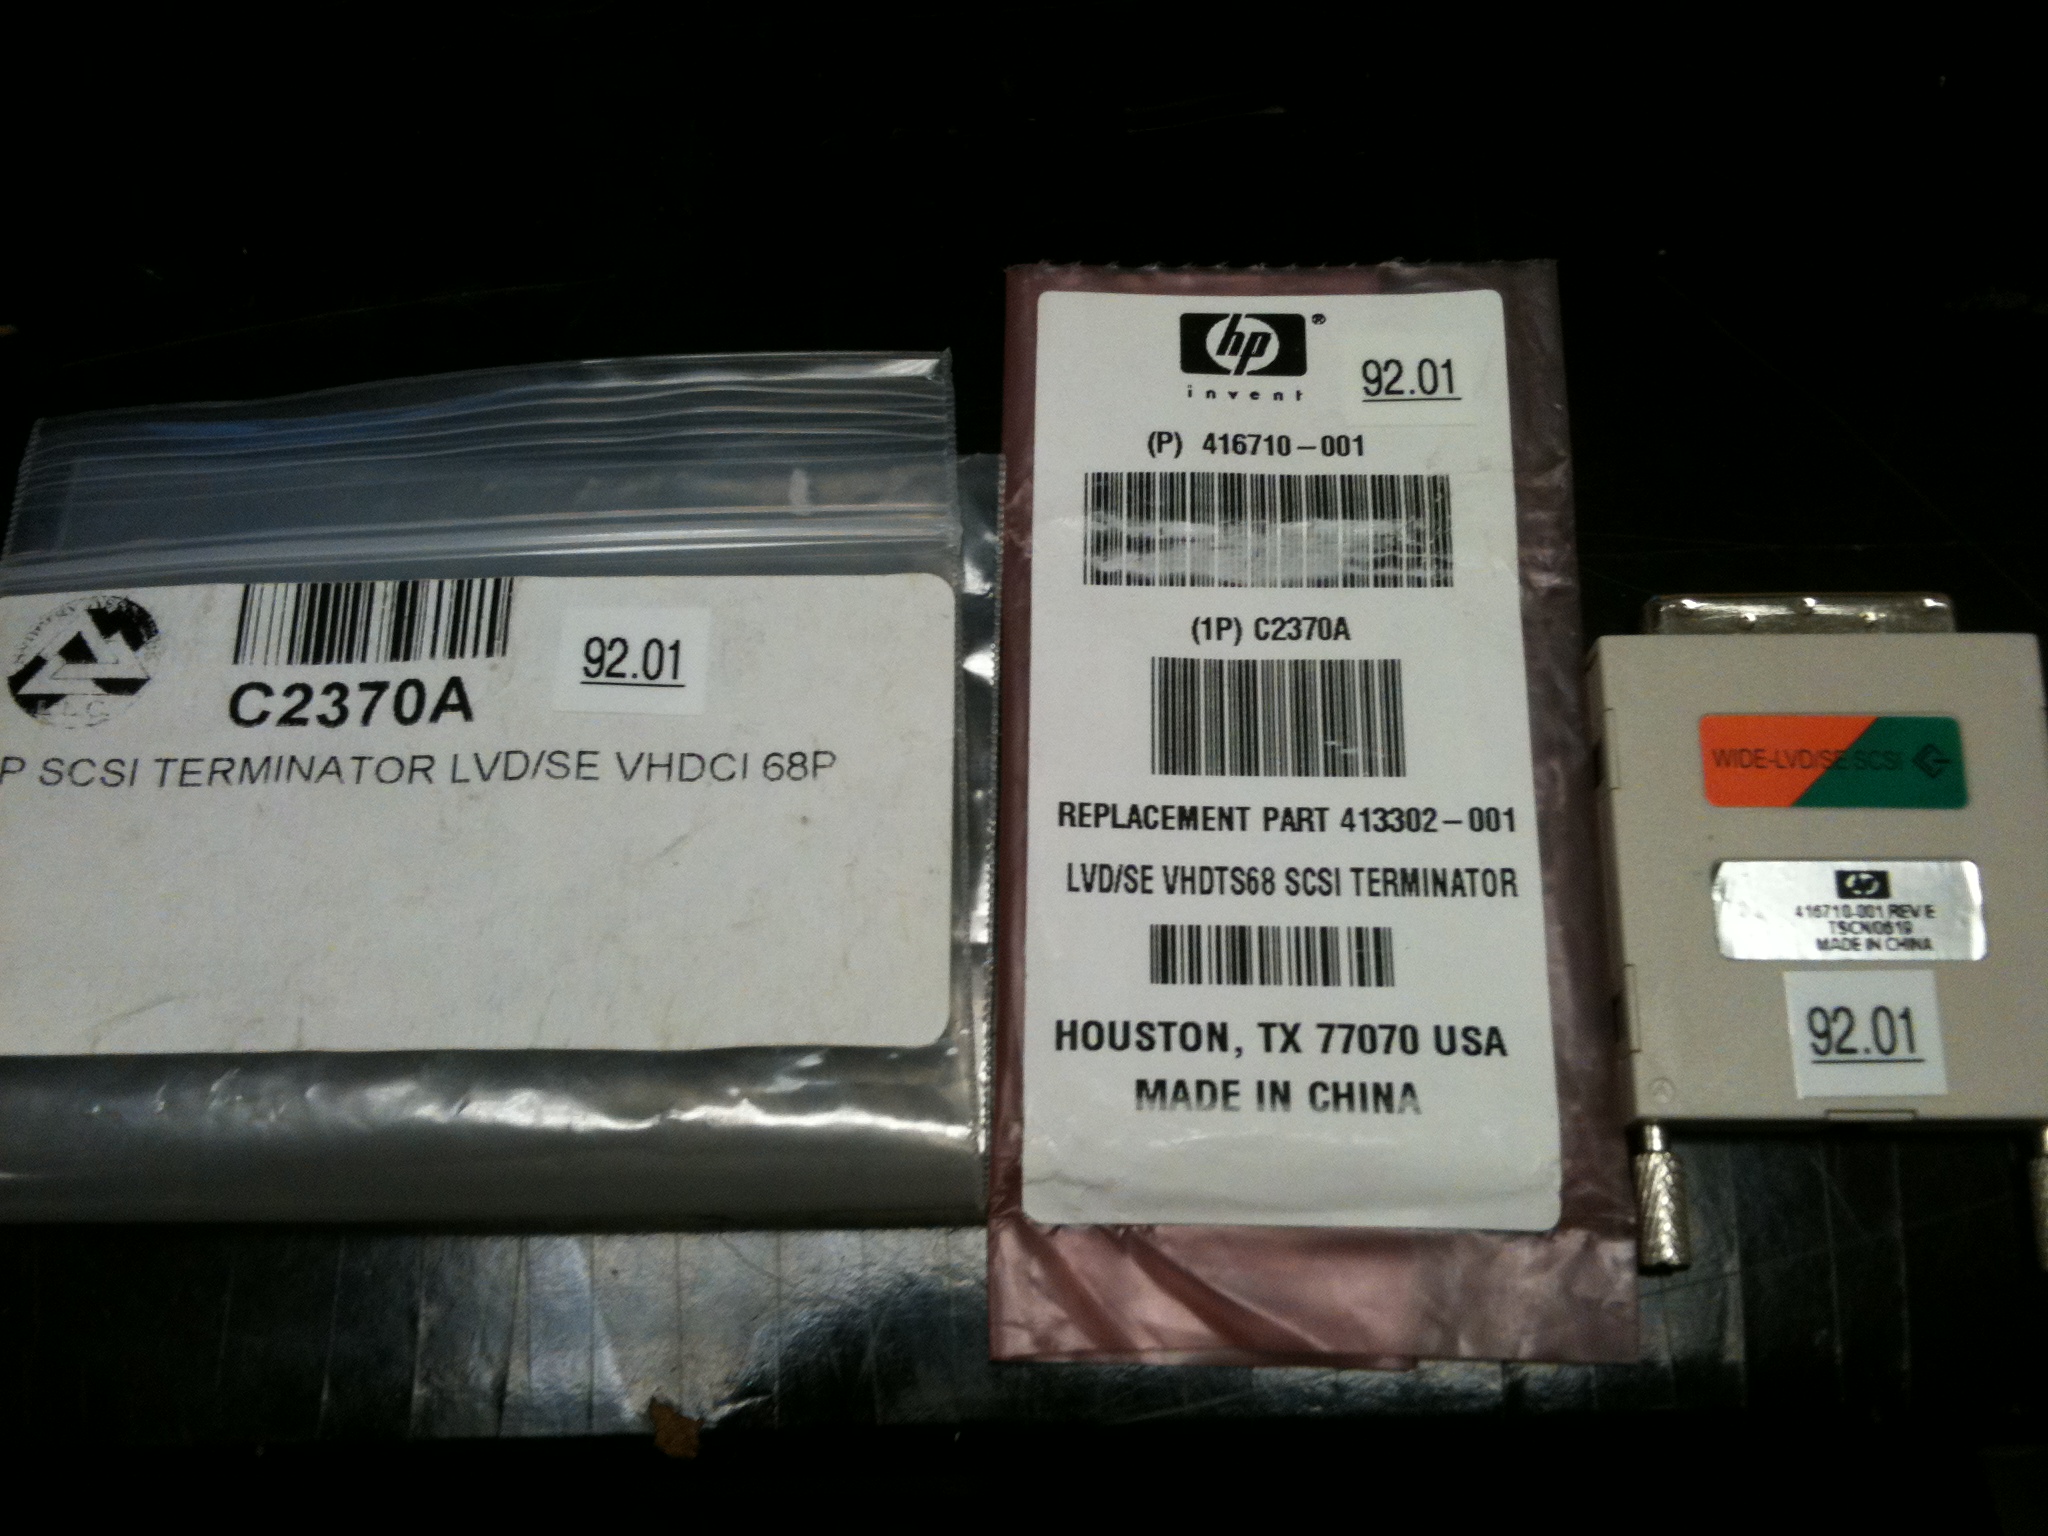 C2370A
92.01
P SCSI TERMINATOR LVD/SE VHDCI 68P
hp®
invent
92.01
(P) 416710-001
(1P) C2370A
REPLACEMENT PART 413302-001
LVD/SE VHDTS68 SCSI TERMINATOR
HOUSTON, TX 77070 USA
MADE IN CHINA
WIDE-LVD/SE SCSI
hp
416710-001 REV E
TSCN0619
MADE IN CHINA
92.01